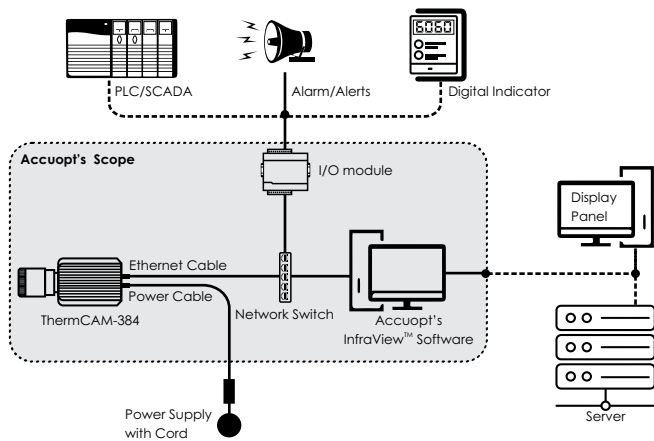 6060
PLC/SCADA
Alarm/Alerts
Digital Indicator
Accuopt's Scope
I/O module
Display
Panel
Ethernet Cable
Power Cable
ThermCAM-384
Network Switch
Accuopt's
InfraView™ Software
Server
Power Supply
with Cord